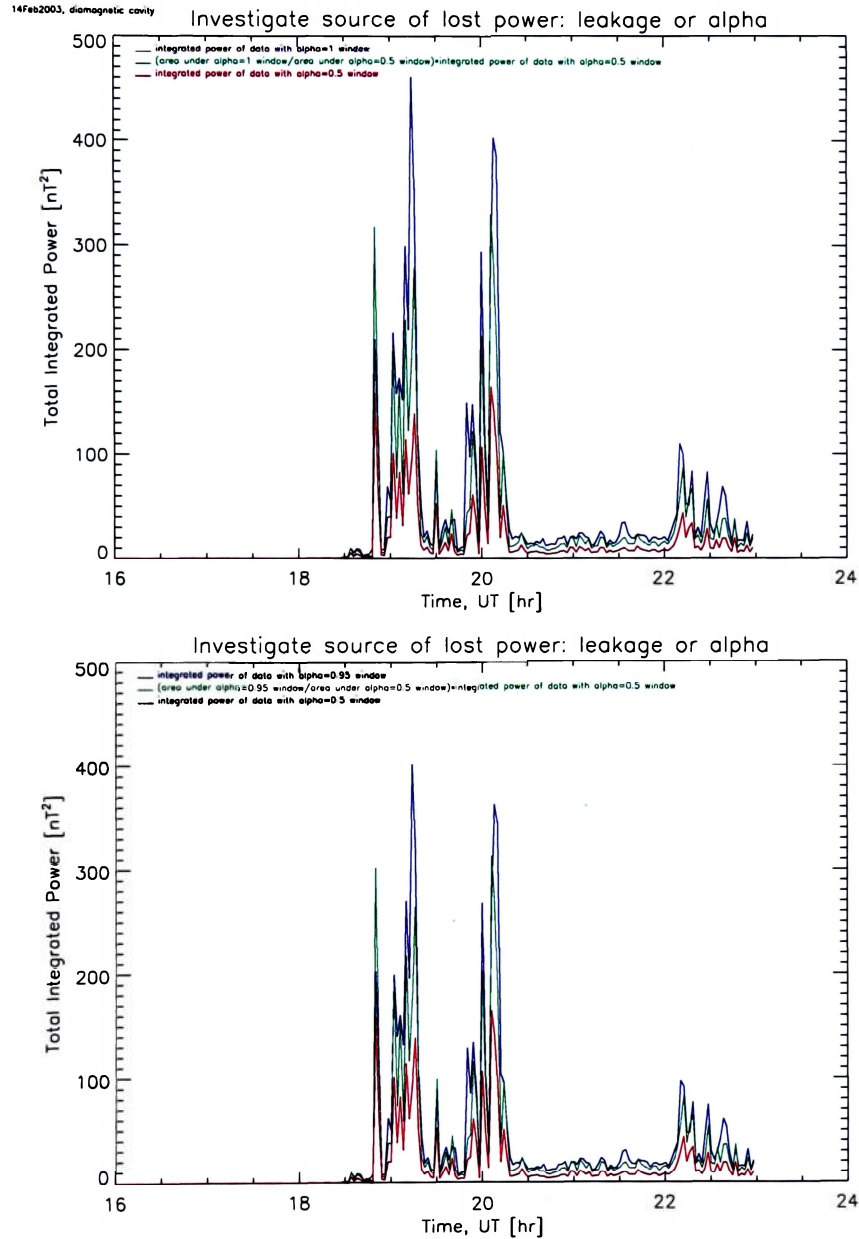 14Feb2003, diamagnetic cavity
Investigate source of lost power: leakage or alpha
integrated power of data with alpha=1 window
(area under alpha=1 window/area under alpha=0.5 window)*integrated power of data with alpha=0.5 window
integrated power of data with alpha=0.5 window
500
400
300
200
100
0
Total Integrated Power [nT²]
16 18 20 22 24
Time, UT [hr]
Investigate source of lost power: leakage or alpha
integrated power of data with alpha=0.95 window
(area under alpha=0.95 window/area under alpha=0.5 window)*integrated power of data with alpha=0.5 window
integrated power of data with alpha=0.5 window
500
400
300
200
100
0
Total Integrated Power [nT²]
16 18 20 22 24
Time, UT [hr]